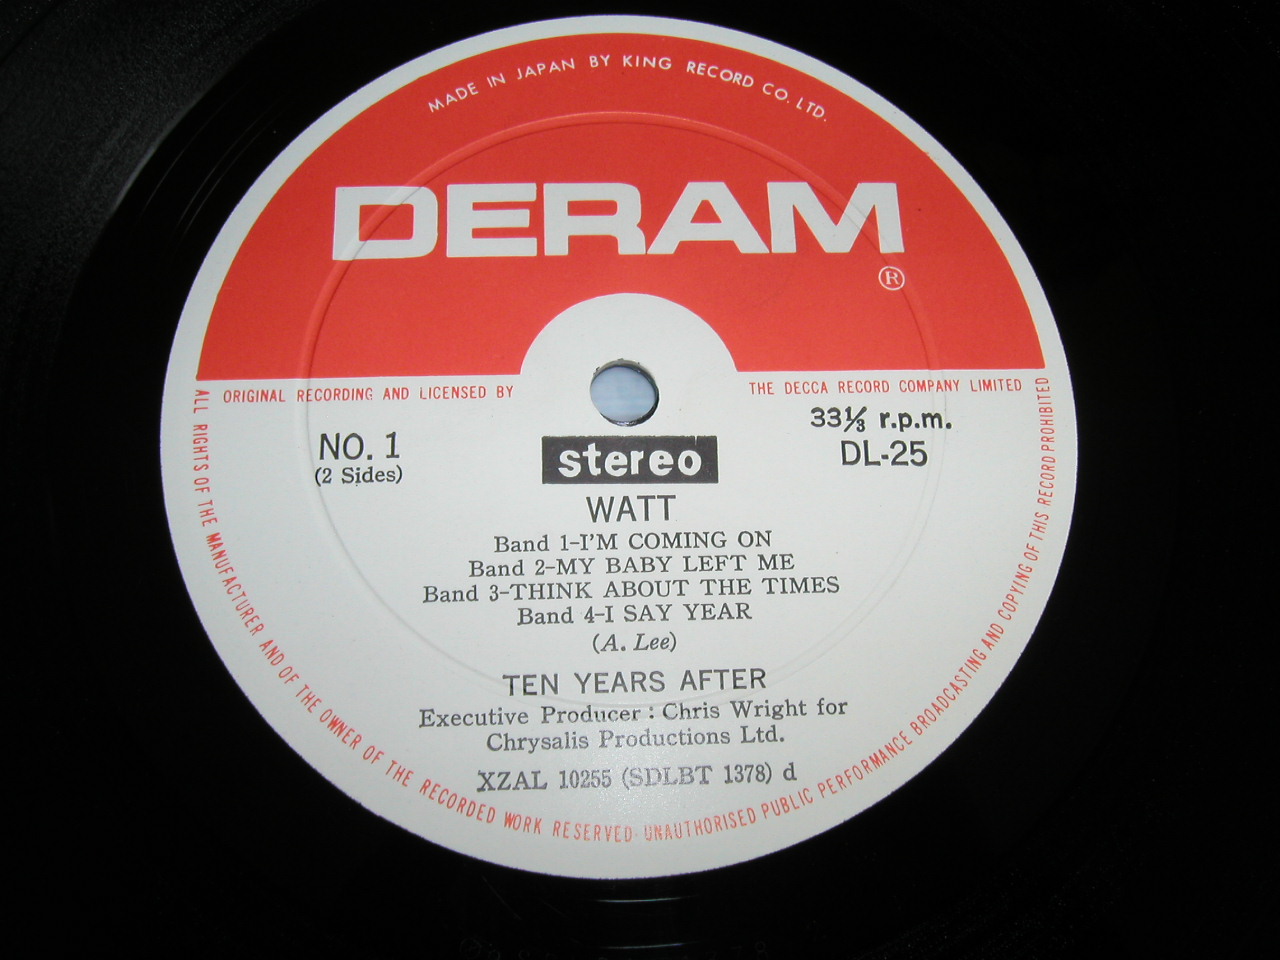 MADE IN JAPAN BY KING RECORD CO. LTD.
DERAM
®
ORIGINAL RECORDING AND LICENSED BY THE DECCA RECORD COMPANY LIMITED
33⅓ r.p.m.
NO. 1
DL-25
(2 Sides)
stereo
WATT
Band 1-I'M COMING ON
Band 2-MY BABY LEFT ME
Band 3-THINK ABOUT THE TIMES
Band 4-I SAY YEAR
(A. Lee)
TEN YEARS AFTER
Executive Producer : Chris Wright for
Chrysalis Productions Ltd.
XZAL 10255 (SDLBT 1378) d
ALL RIGHTS OF THE MANUFACTURER AND OF THE OWNER OF THE RECORDED WORK RESERVED UNAUTHORISED PUBLIC PERFORMANCE BROADCASTING AND COPYING OF THIS RECORD PROHIBITED